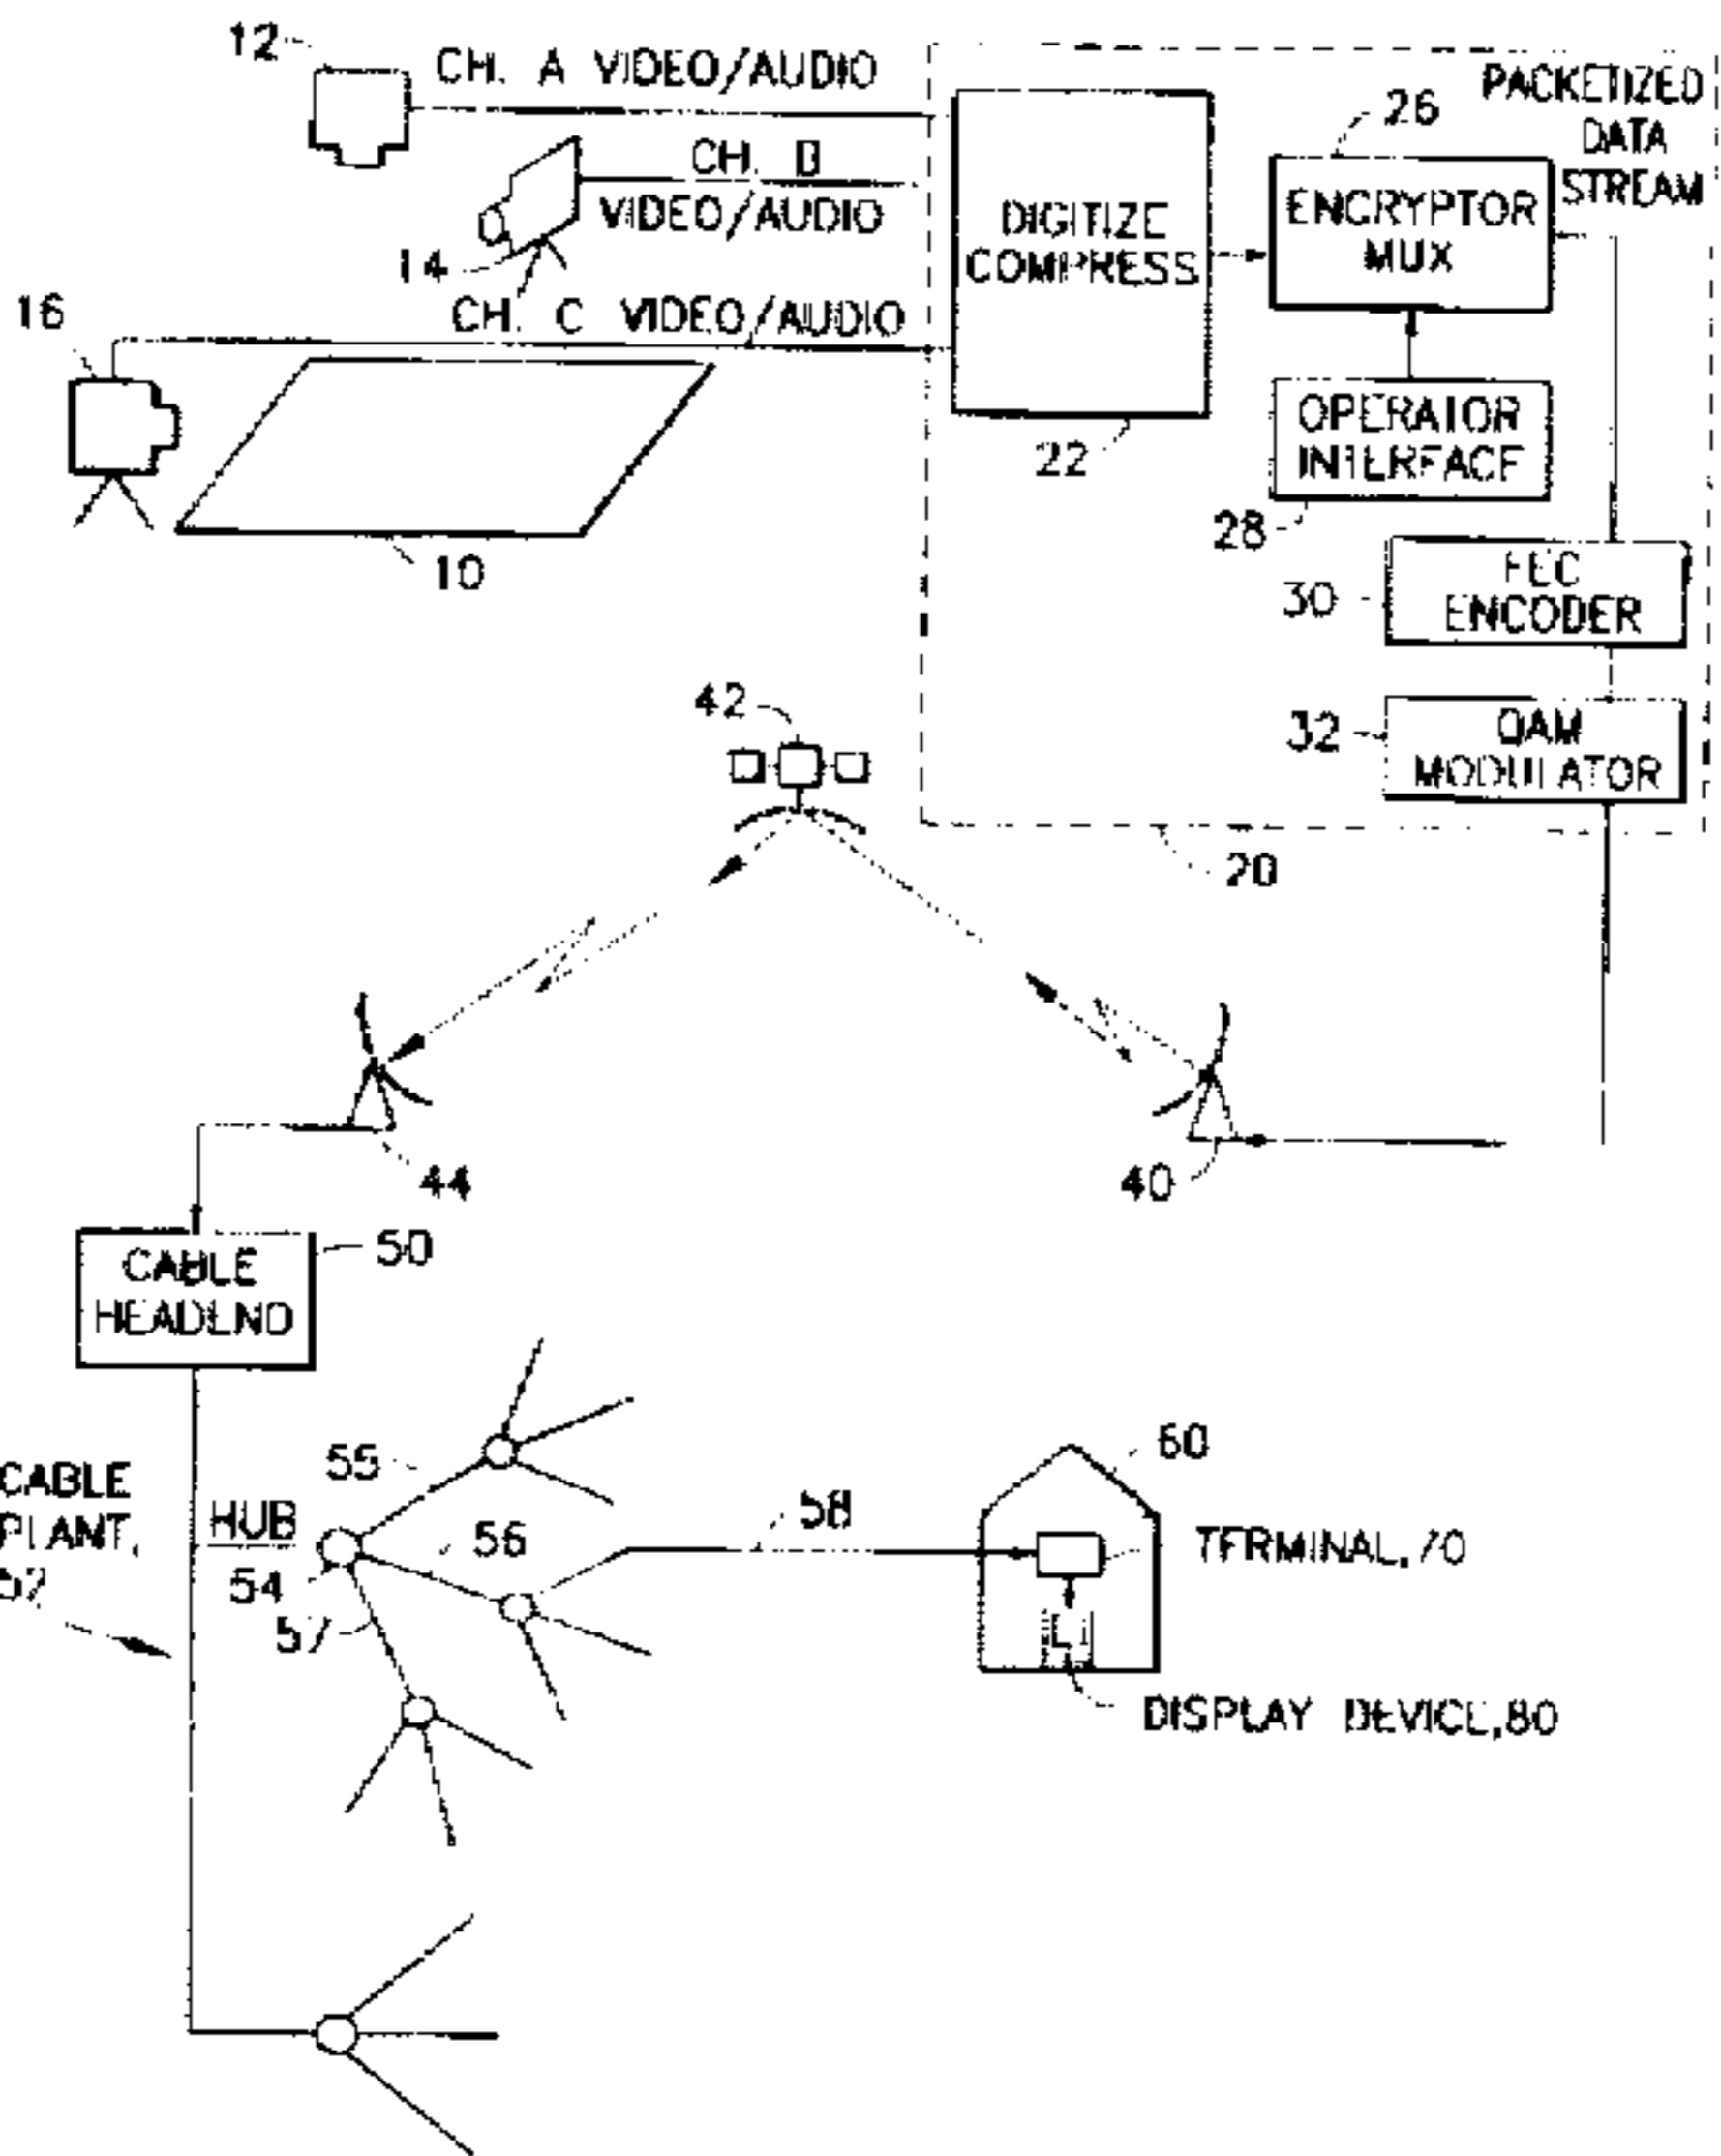 12
CH. A VIDEO/AUDIO
PACKETIZED
DATA
STREAM
26
CH. B
VIDEO/AUDIO
14
DIGITIZE
COMPRESS
ENCRYPTOR
MUX
16
CH. C VIDEO/AUDIO
OPERATOR
INTERFACE
22
28
10
30
FEC
ENCODER
42
32
QAM
MODULATOR
20
44
40
50
CABLE
HEADEND
CABLE
PLANT,
52
55
HUB
56
54
57
58
60
TERMINAL, 70
DISPLAY DEVICE, 80